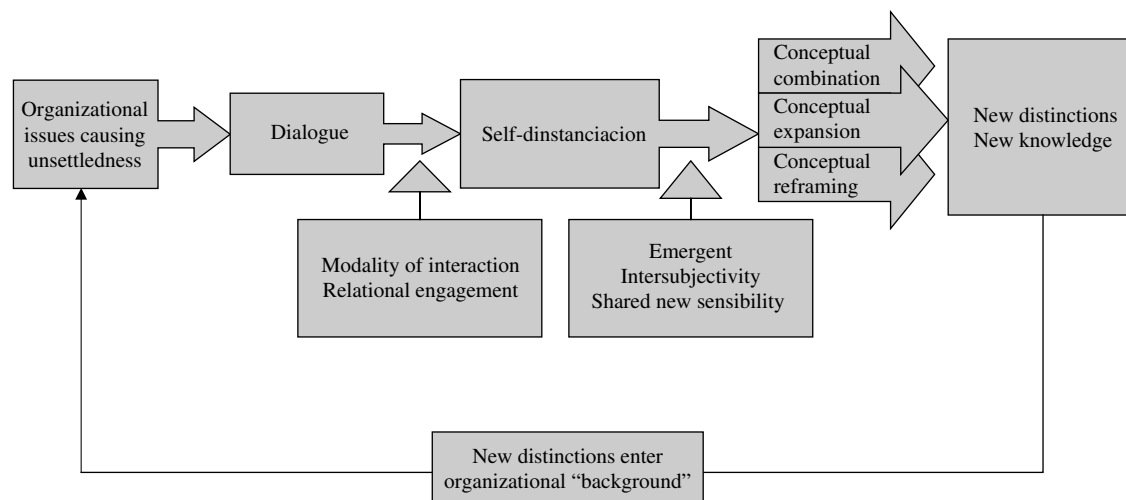 Organizational
issues causing
unsettledness
Dialogue
Self-dinstanciacion
Conceptual
combination
Conceptual
expansion
Conceptual
reframing
New distinctions
New knowledge
Modality of interaction
Relational engagement
Emergent
Intersubjectivity
Shared new sensibility
New distinctions enter
organizational “background”